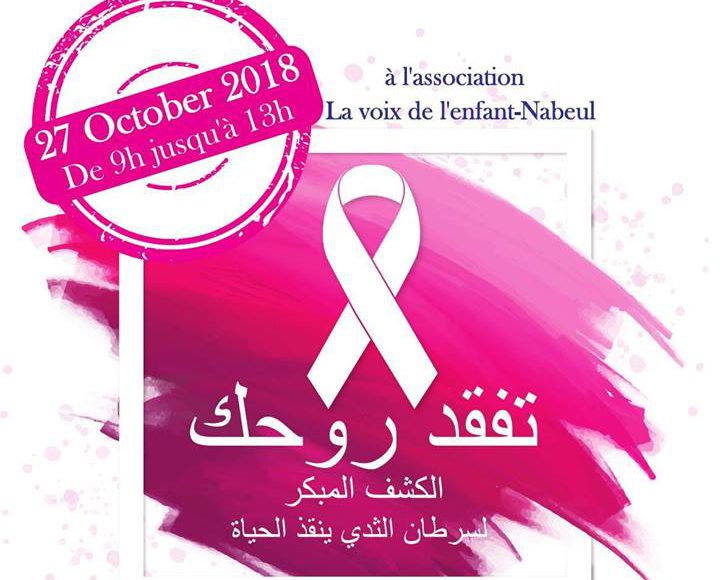 27 October 2018
De 9h jusqu'à 13h
à l'association
La voix de l'enfant-Nabeul
تفقد روحك
الكشف المبكر
لسرطان الثدي ينقذ الحياة